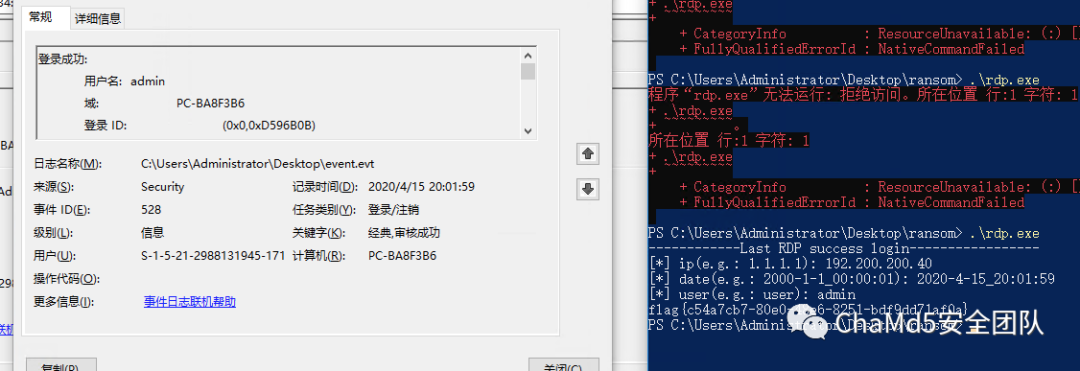 常规
详细信息
登录成功:
用户名: admin
域: PC-BA8F3B6
登录 ID: (0x0,0xD596B0B)
日志名称(M): C:\Users\Administrator\Desktop\event.evt
来源(S): Security 记录时间(D): 2020/4/15 20:01:59
事件 ID(E): 528 任务类别(Y): 登录/注销
级别(L): 信息 关键字(K): 经典,审核成功
用户(U): S-1-5-21-2988131945-171 计算机(R): PC-BA8F3B6
操作代码(O):
更多信息(I): 事件日志联机帮助
复制(P)
关闭(C)
+ .\rdp.exe
+ ~~~~~~~~~
+ CategoryInfo : ResourceUnavailable: (:) []
+ FullyQualifiedErrorId : NativeCommandFailed
PS C:\Users\Administrator\Desktop\ransom> .\rdp.exe
程序“rdp.exe”无法运行: 拒绝访问。所在位置 行:1 字符: 1
+ .\rdp.exe
+ ~~~~~~~~~。
所在位置 行:1 字符: 1
+ .\rdp.exe
+ ~~~~~~~~~
+ CategoryInfo : ResourceUnavailable: (:) []
+ FullyQualifiedErrorId : NativeCommandFailed
PS C:\Users\Administrator\Desktop\ransom> .\rdp.exe
------------Last RDP success login-----------------
[*] ip(e.g.: 1.1.1.1): 192.200.200.40
[*] date(e.g.: 2000-1-1_00:00:01): 2020-4-15_20:01:59
[*] user(e.g.: user): admin
PS C:\Users\Administrator\Desktop\ransom>
ChaMd5安全团队